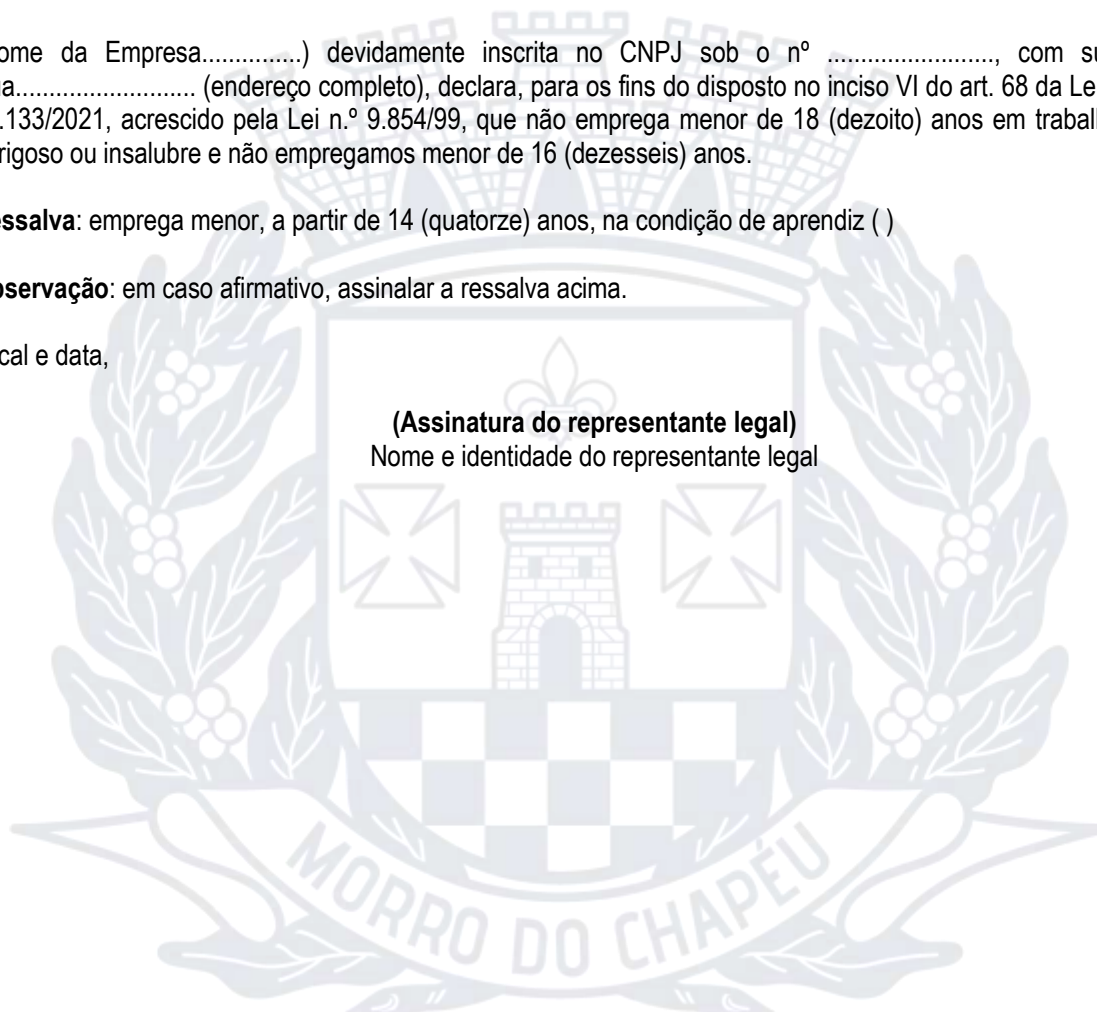 ome da Empresa...............) devidamente inscrita no CNPJ sob o nº ........................., com su
a........................... (endereço completo), declara, para os fins do disposto no inciso VI do art. 68 da Le
.133/2021, acrescido pela Lei n.º 9.854/99, que não emprega menor de 18 (dezoito) anos em traball
rigoso ou insalubre e não empregamos menor de 16 (dezesseis) anos.
essalva: emprega menor, a partir de 14 (quatorze) anos, na condição de aprendiz ( )
bservação: em caso afirmativo, assinalar a ressalva acima.
cal e data,
(Assinatura do representante legal)
Nome e identidade do representante legal
MORRO DO CHAPÉU